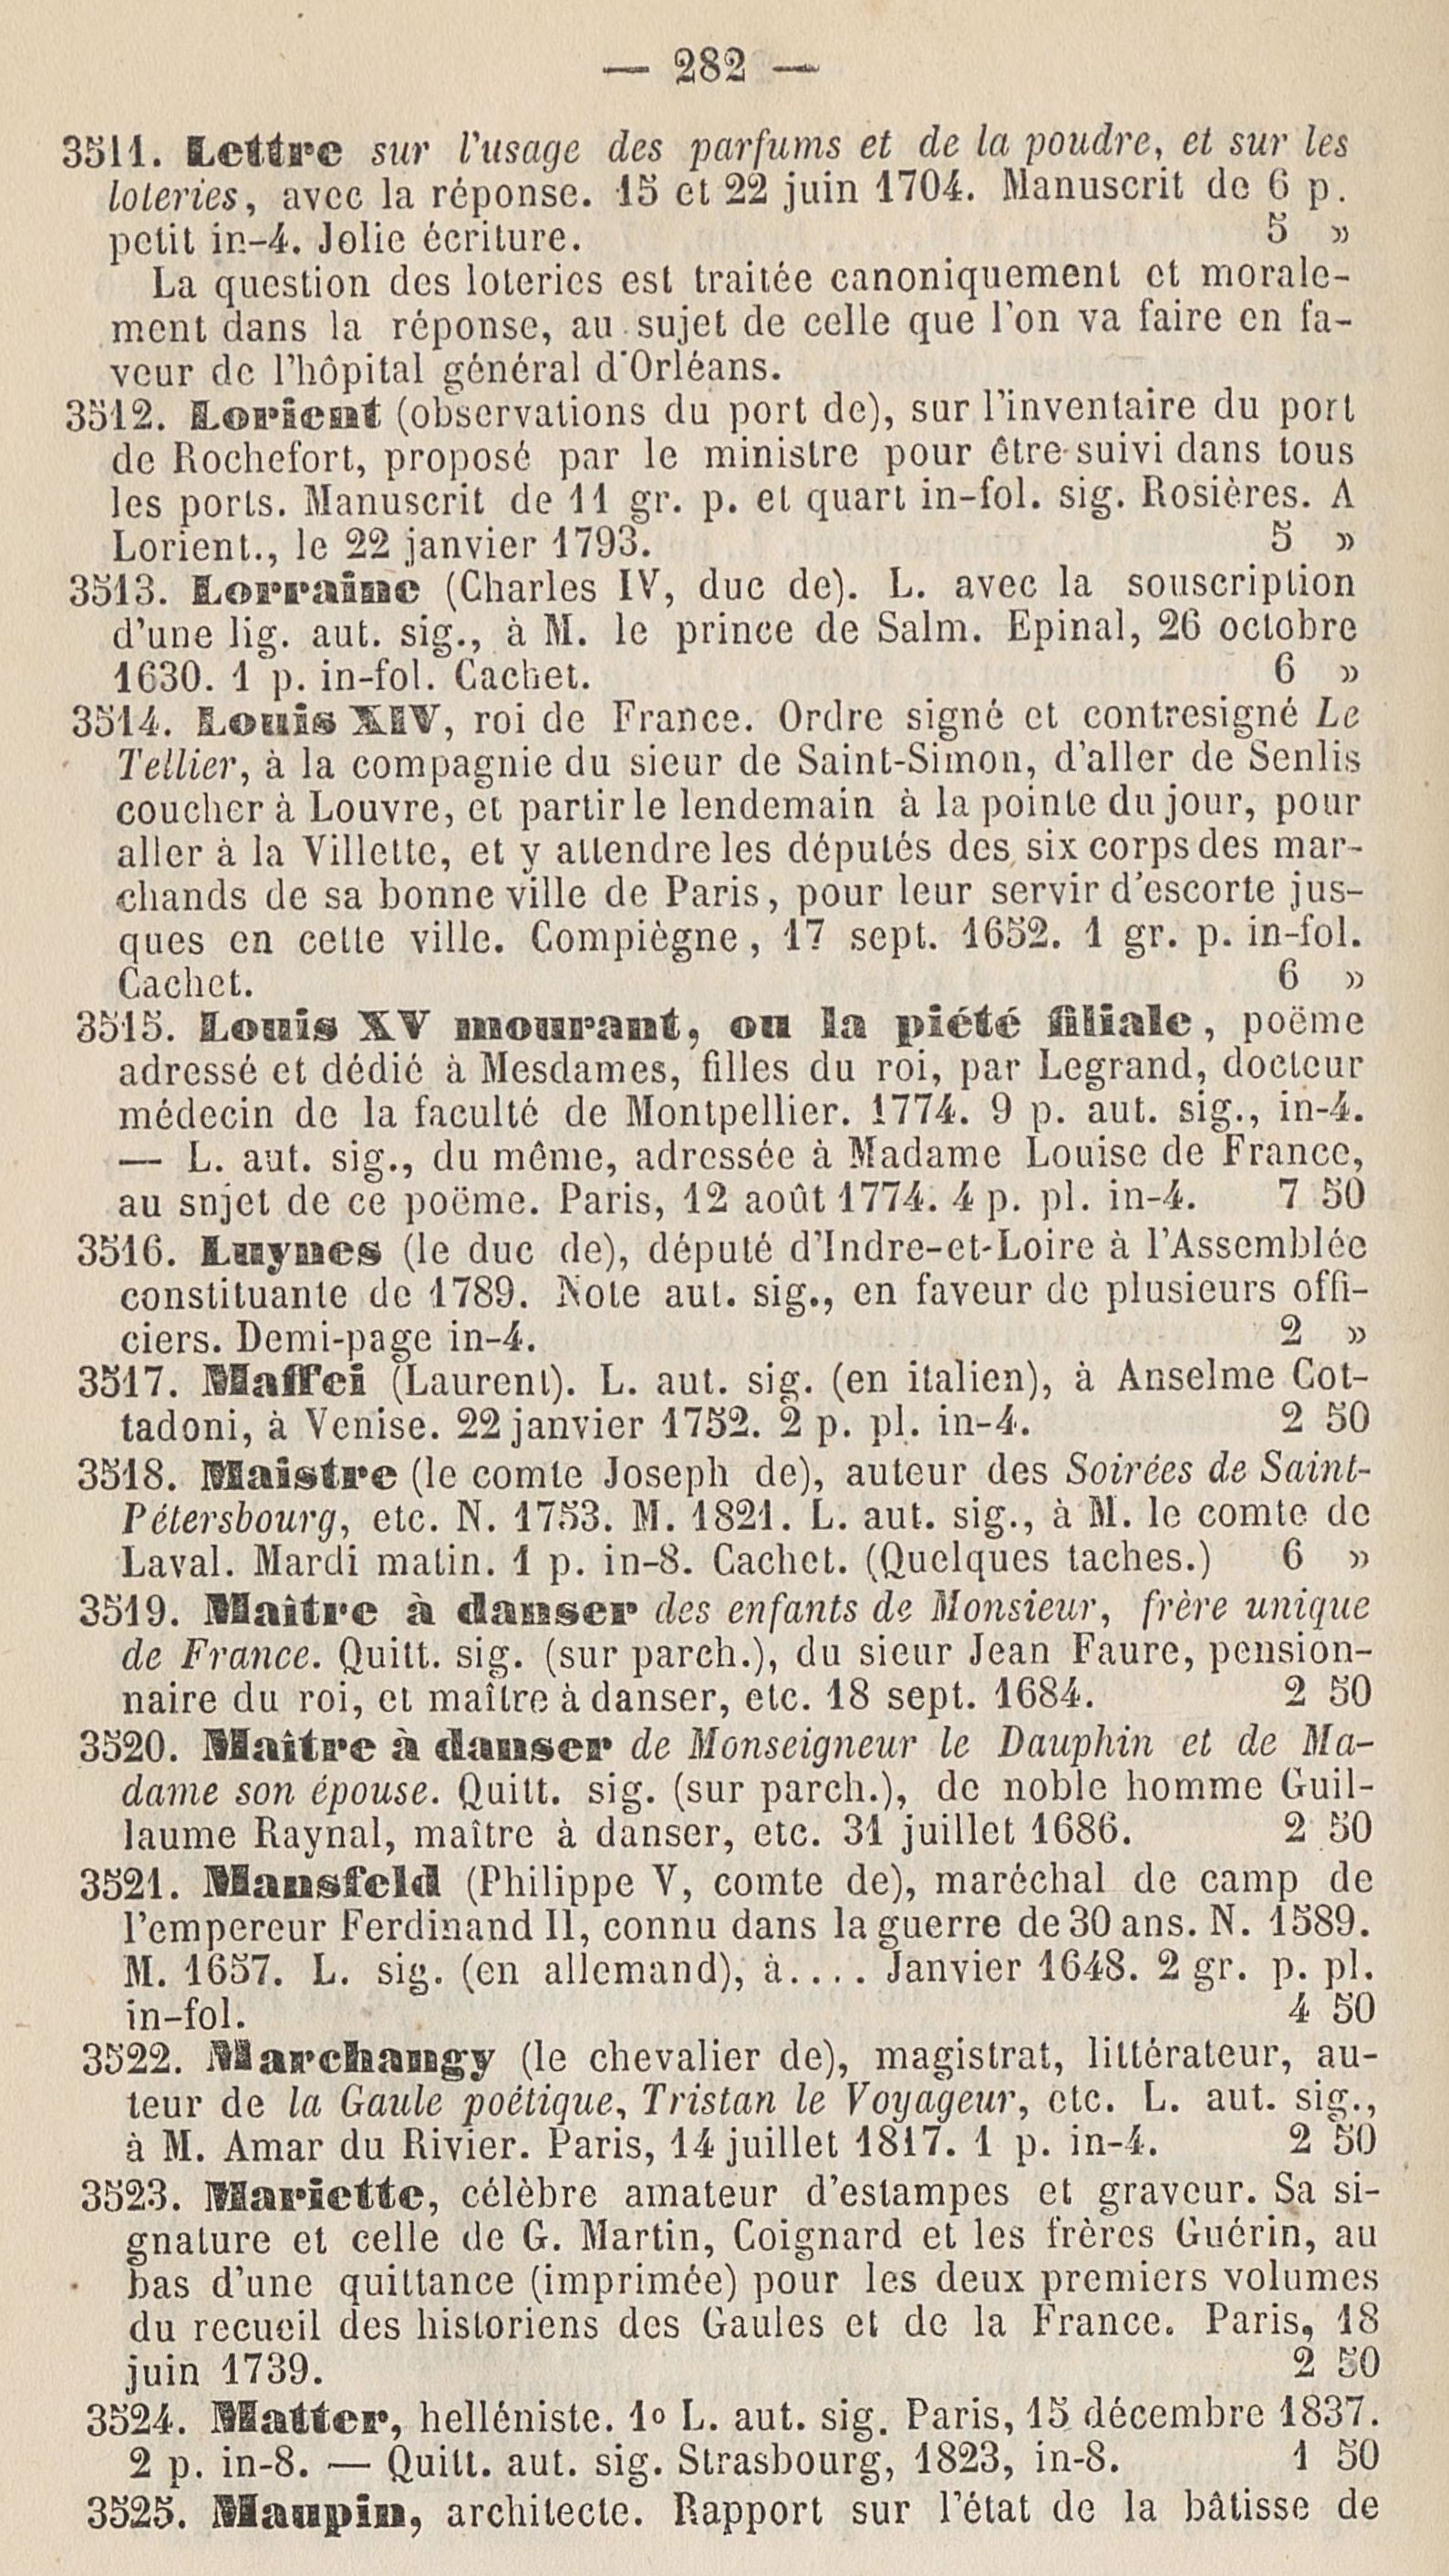 — 282 —
3511. Lettre sur l'usage des parfums et de la poudre, et sur les
loteries, avec la réponse. 15 et 22 juin 1704. Manuscrit de 6 p.
petit in-4. Jolie écriture. 5 »
La question des loteries est traitée canoniquement et morale-
ment dans la réponse, au sujet de celle que l'on va faire en fa-
veur de l'hôpital général d'Orléans.
3512. Lorient (observations du port de), sur l'inventaire du port
de Rochefort, proposé par le ministre pour être suivi dans tous
les ports. Manuscrit de 11 gr. p. et quart in-fol. sig. Rosières. A
Lorient., le 22 janvier 1793. 5 »
3513. Lorraine (Charles IV, duc de). L. avec la souscription
d'une lig. aut. sig., à M. le prince de Salm. Epinal, 26 octobre
1630. 1 p. in-fol. Cachet. 6 »
3514. Louis XIV, roi de France. Ordre signé et contresigné Le
Tellier, à la compagnie du sieur de Saint-Simon, d'aller de Senlis
coucher à Louvre, et partir le lendemain à la pointe du jour, pour
aller à la Villette, et y attendre les députés des six corps des mar-
chands de sa bonne ville de Paris, pour leur servir d'escorte jus-
ques en cette ville. Compiègne, 17 sept. 1652. 1 gr. p. in-fol.
Cachet. 6 »
3515. Louis XV mourant, ou la piété filiale, poëme
adressé et dédié à Mesdames, filles du roi, par Legrand, docteur
médecin de la faculté de Montpellier. 1774. 9 p. aut. sig., in-4.
— L. aut. sig., du même, adressée à Madame Louise de France,
au snjet de ce poëme. Paris, 12 août 1774. 4 p. pl. in-4. 7 50
3516. Luynes (le duc de), député d'Indre-et-Loire à l'Assemblée
constituante de 1789. Note aut. sig., en faveur de plusieurs offi-
ciers. Demi-page in-4. 2 »
3517. Maffei (Laurent). L. aut. sig. (en italien), à Anselme Cot-
tadoni, à Venise. 22 janvier 1752. 2 p. pl. in-4. 2 50
3518. Maistre (le comte Joseph de), auteur des Soirées de Saint-
Pétersbourg, etc. N. 1753. M. 1821. L. aut. sig., à M. le comte de
Laval. Mardi matin. 1 p. in-8. Cachet. (Quelques taches.) 6 »
3519. Maître à danser des enfants de Monsieur, frère unique
de France. Quitt. sig. (sur parch.), du sieur Jean Faure, pension-
naire du roi, et maître à danser, etc. 18 sept. 1684. 2 50
3520. Maître à danser de Monseigneur le Dauphin et de Ma-
dame son épouse. Quitt. sig. (sur parch.), de noble homme Guil-
laume Raynal, maître à danser, etc. 31 juillet 1686. 2 50
3521. Mansfeld (Philippe V, comte de), maréchal de camp de
l'empereur Ferdinand II, connu dans la guerre de 30 ans. N. 1589.
M. 1657. L. sig. (en allemand), à.... Janvier 1648. 2 gr. p. pl.
in-fol. 4 50
3522. Marchangy (le chevalier de), magistrat, littérateur, au-
teur de la Gaule poétique, Tristan le Voyageur, etc. L. aut. sig.,
à M. Amar du Rivier. Paris, 14 juillet 1817. 1 p. in-4. 2 50
3523. Mariette, célèbre amateur d'estampes et graveur. Sa si-
gnature et celle de G. Martin, Coignard et les frères Guérin, au
bas d'une quittance (imprimée) pour les deux premiers volumes
du recueil des historiens des Gaules et de la France. Paris, 18
juin 1739. 2 50
3524. Matter, helléniste. 1º L. aut. sig. Paris, 15 décembre 1837.
2 p. in-8. — Quitt. aut. sig. Strasbourg, 1823, in-8. 1 50
3525. Maupin, architecte. Rapport sur l'état de la bâtisse de